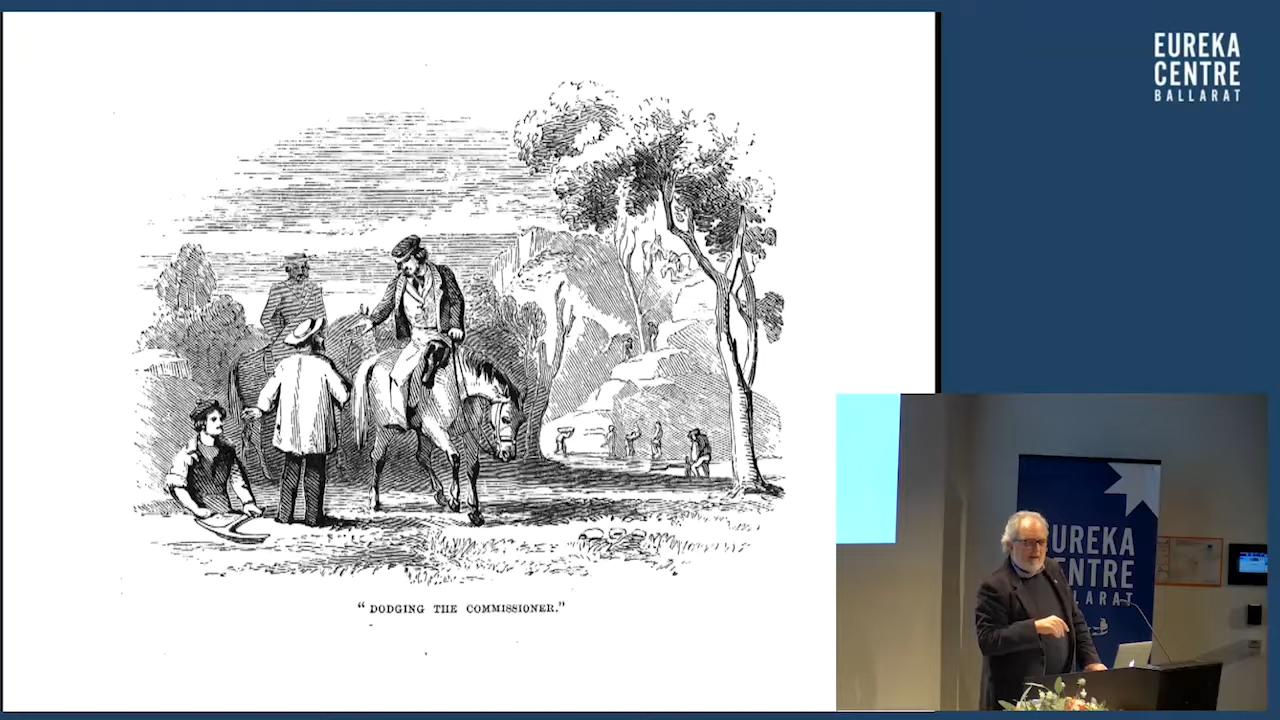 EUREKA
CENTRE
BALLARAT
"DODGING THE COMMISSIONER."
EUREKA
CENTRE
BALLARAT